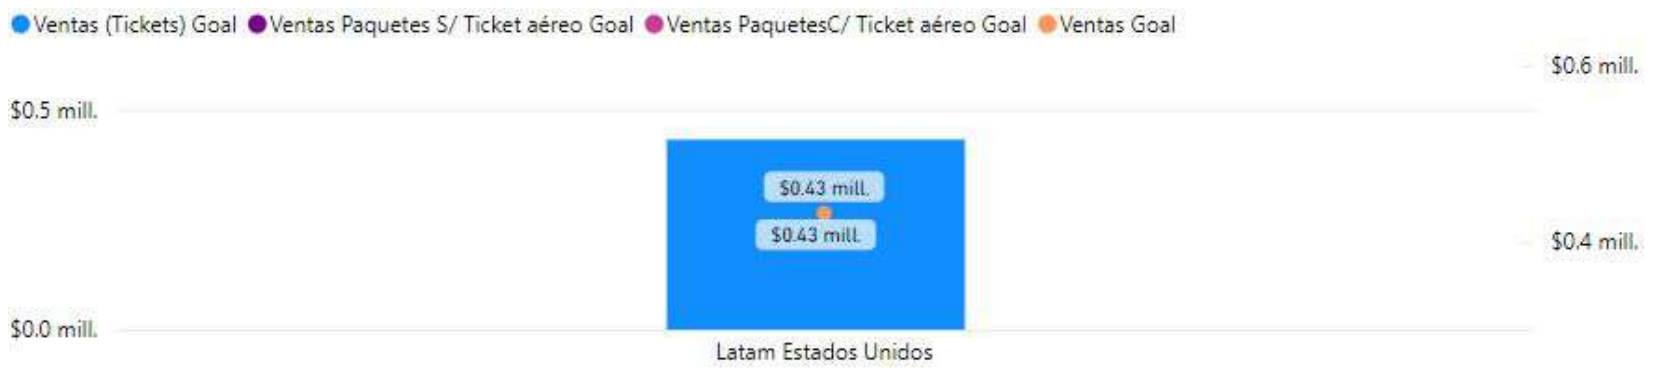 Ventas (Tickets) Goal Ventas Paquetes S/ Ticket aéreo Goal Ventas PaquetesC/ Ticket aéreo Goal Ventas Goal
$0.6 mill.
$0.5 mill.
$0.43 mill.
$0.43 mill.
$0.4 mill.
$0.0 mill.
Latam Estados Unidos